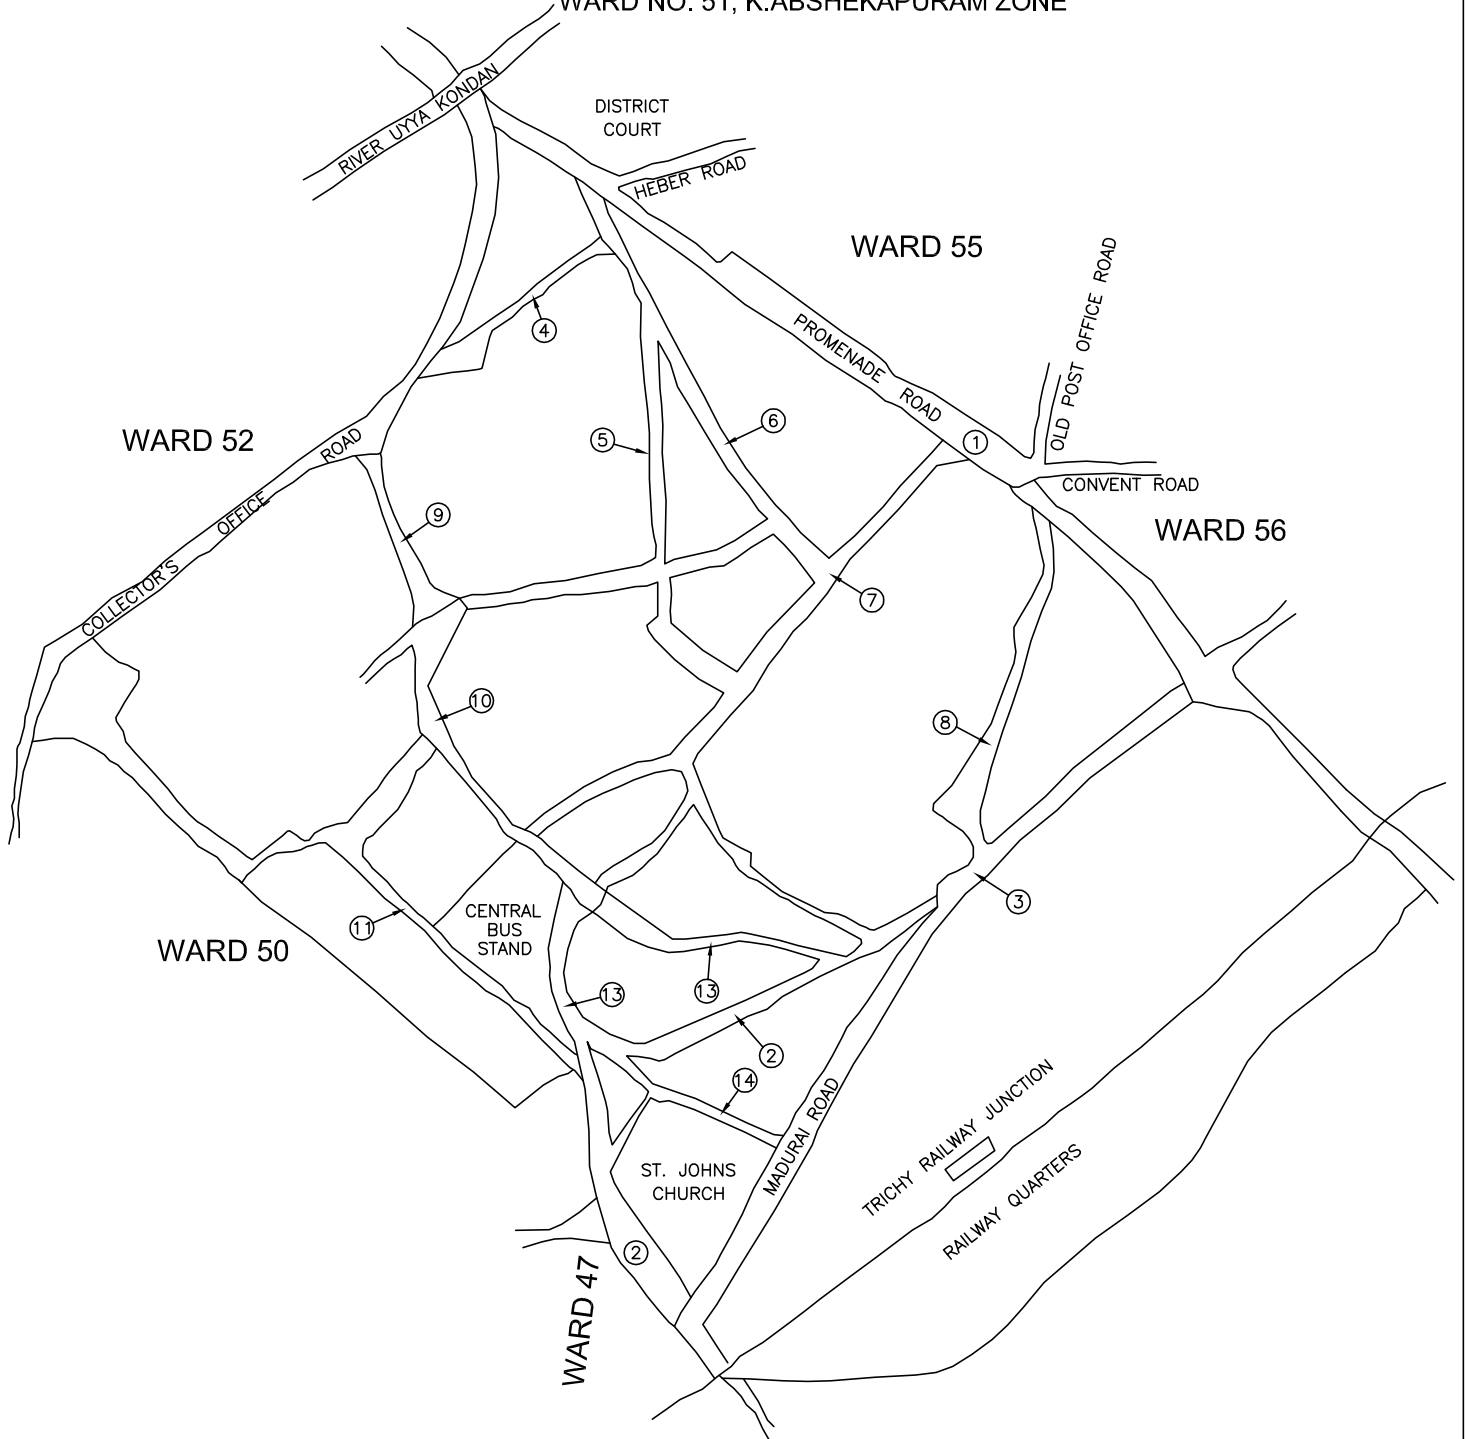 WARD NO. 51, K.ABSHEKAPURAM ZONE
RIVER UYYA KONDAN
DISTRICT
COURT
HEBER ROAD
WARD 55
OLD POST OFFICE ROAD
PROMENADE ROAD
4
6
5
1
WARD 52
COLLECTOR'S OFFICE ROAD
CONVENT ROAD
9
WARD 56
7
10
8
3
CENTRAL
BUS
STAND
11
WARD 50
13
13
2
14
MADURAI ROAD
TRICHY RAILWAY JUNCTION
RAILWAY QUARTERS
ST. JOHNS
CHURCH
2
WARD 47